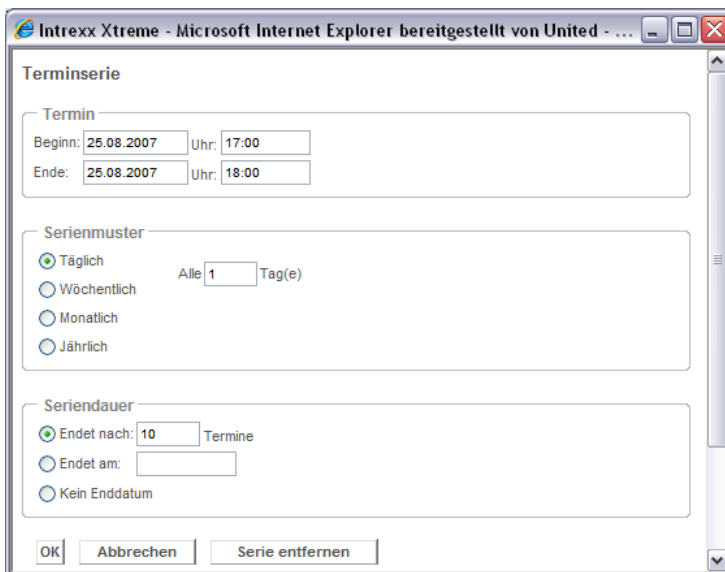 Intrexx Xtreme - Microsoft Internet Explorer bereitgestellt von United - ...
Terminserie
Termin
Beginn: 25.08.2007 Uhr: 17:00
Ende: 25.08.2007 Uhr: 18:00
Serienmuster
Täglich Alle 1 Tag(e)
Wöchentlich
Monatlich
Jährlich
Seriendauer
Endet nach: 10 Termine
Endet am:
Kein Enddatum
OK Abbrechen Serie entfernen